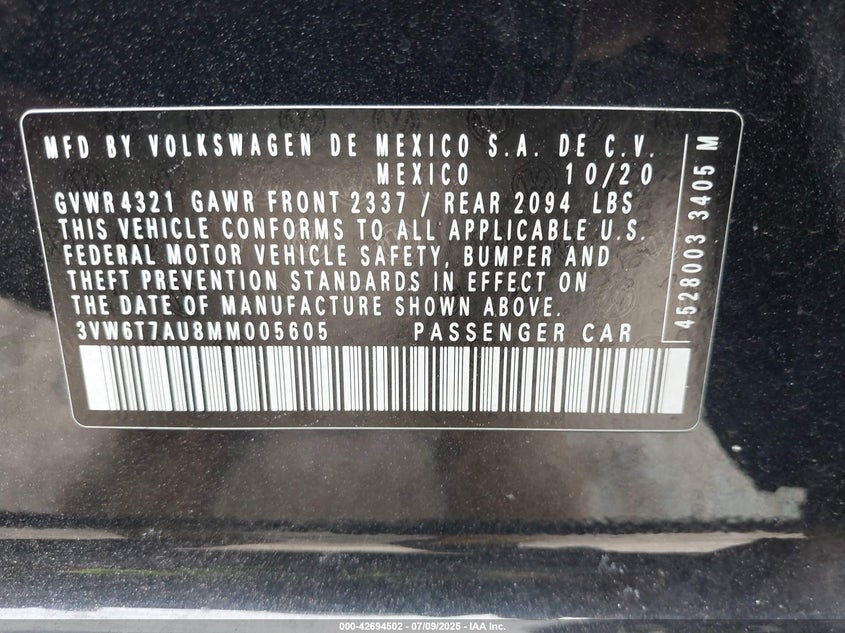 MFD BY VOLKSWAGEN DE MEXICO S.A. DE C.V.
MEXICO 10/20
GVWR 4321 GAWR FRONT 2337 / REAR 2094 LBS
THIS VEHICLE CONFORMS TO ALL APPLICABLE U.S.
FEDERAL MOTOR VEHICLE SAFETY, BUMPER AND
THEFT PREVENTION STANDARDS IN EFFECT ON
THE DATE OF MANUFACTURE SHOWN ABOVE.
3VW6T7AU8MM005605 PASSENGER CAR
4528003 3405 M
000-42694502 - 07/09/2025 - IAA Inc.